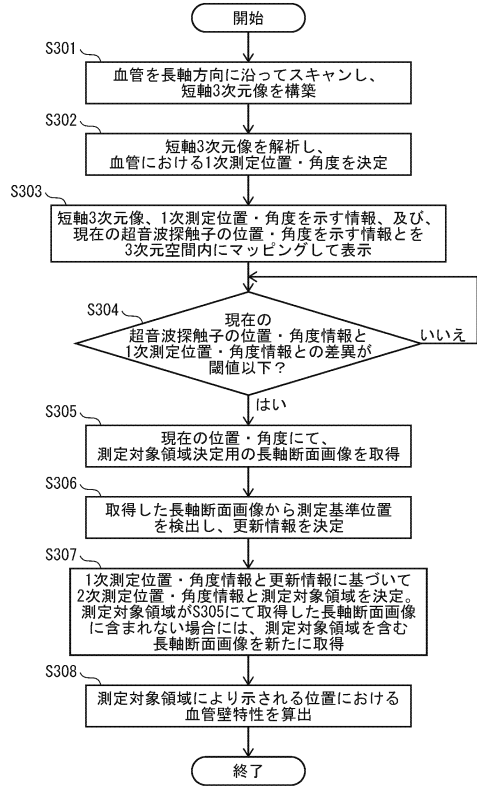 開始
S301
血管を長軸方向に沿ってスキャンし、
短軸3次元像を構築
S302
短軸3次元像を解析し、
血管における1次測定位置・角度を決定
S303
短軸3次元像、1次測定位置・角度を示す情報、及び、
現在の超音波探触子の位置・角度を示す情報とを
3次元空間内にマッピングして表示
S304
現在の
超音波探触子の位置・角度情報と
1次測定位置・角度情報との差異が
閾値以下？
いいえ
はい
S305
現在の位置・角度にて、
測定対象領域決定用の長軸断面画像を取得
S306
取得した長軸断面画像から測定基準位置
を検出し、更新情報を決定
S307
1次測定位置・角度情報と更新情報に基づいて
2次測定位置・角度情報と測定対象領域を決定。
測定対象領域がS305にて取得した長軸断面画像
に含まれない場合には、測定対象領域を含む
長軸断面画像を新たに取得
S308
測定対象領域により示される位置における
血管壁特性を算出
終了